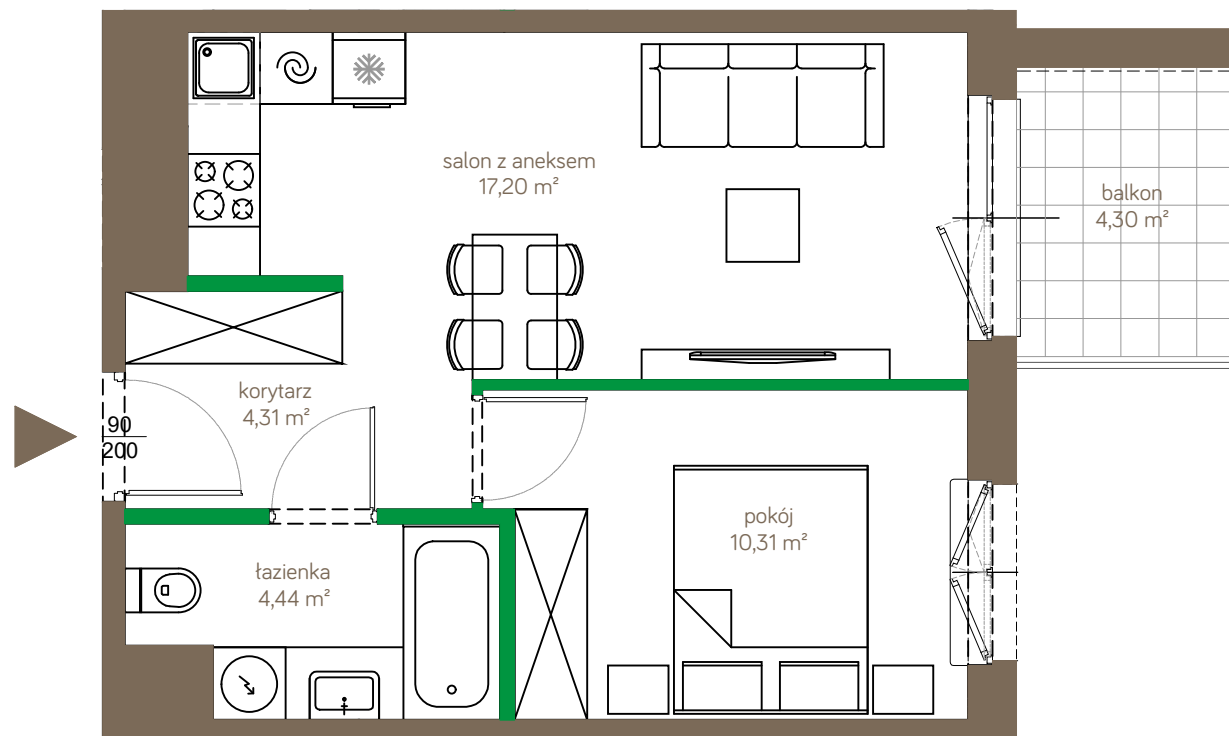 salon z aneksem
17,20 m²
balkon
4,30 m²
korytarz
4,31 m²
90
200
pokój
10,31 m²
łazienka
4,44 m²